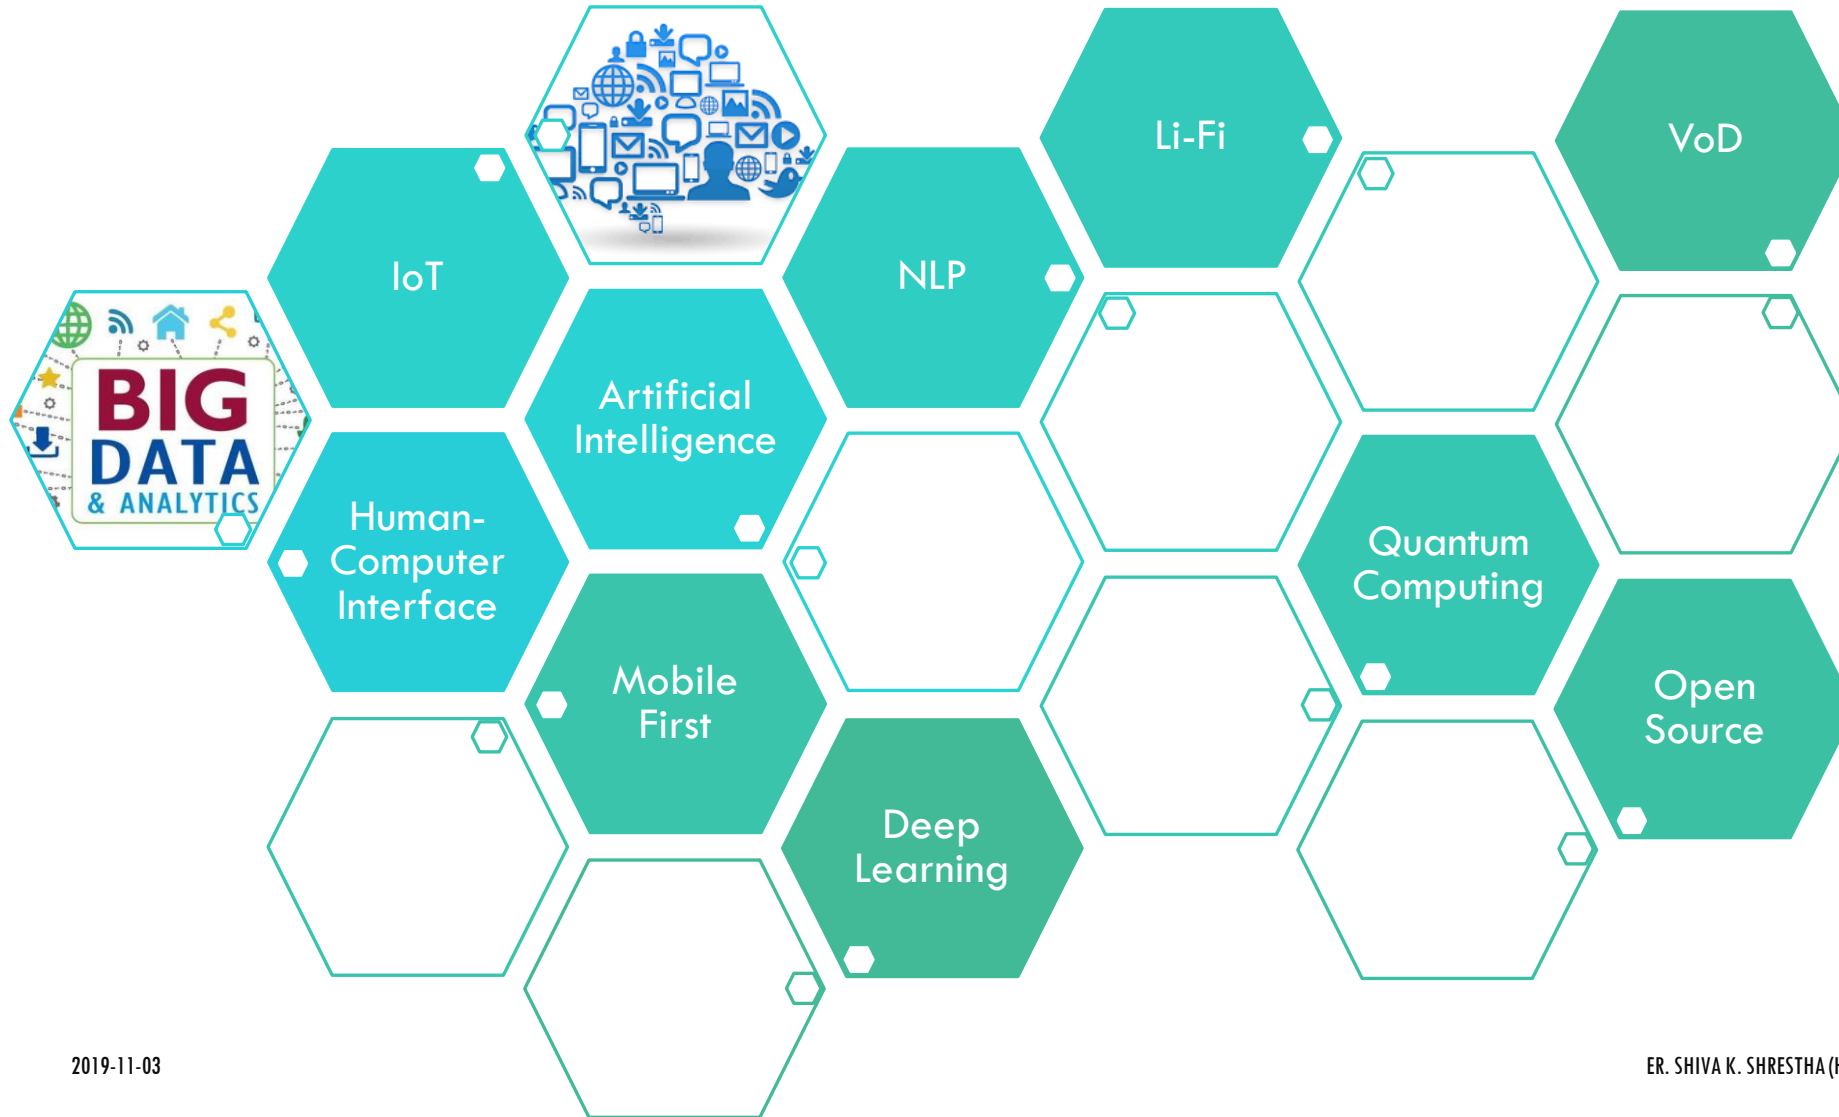 Li-Fi
VoD
IoT
NLP
BIG
DATA
& ANALYTICS
Artificial
Intelligence
Human-
Computer
Interface
Quantum
Computing
Mobile
First
Open
Source
Deep
Learning
2019-11-03
ER. SHIVA K. SHRESTHA (H